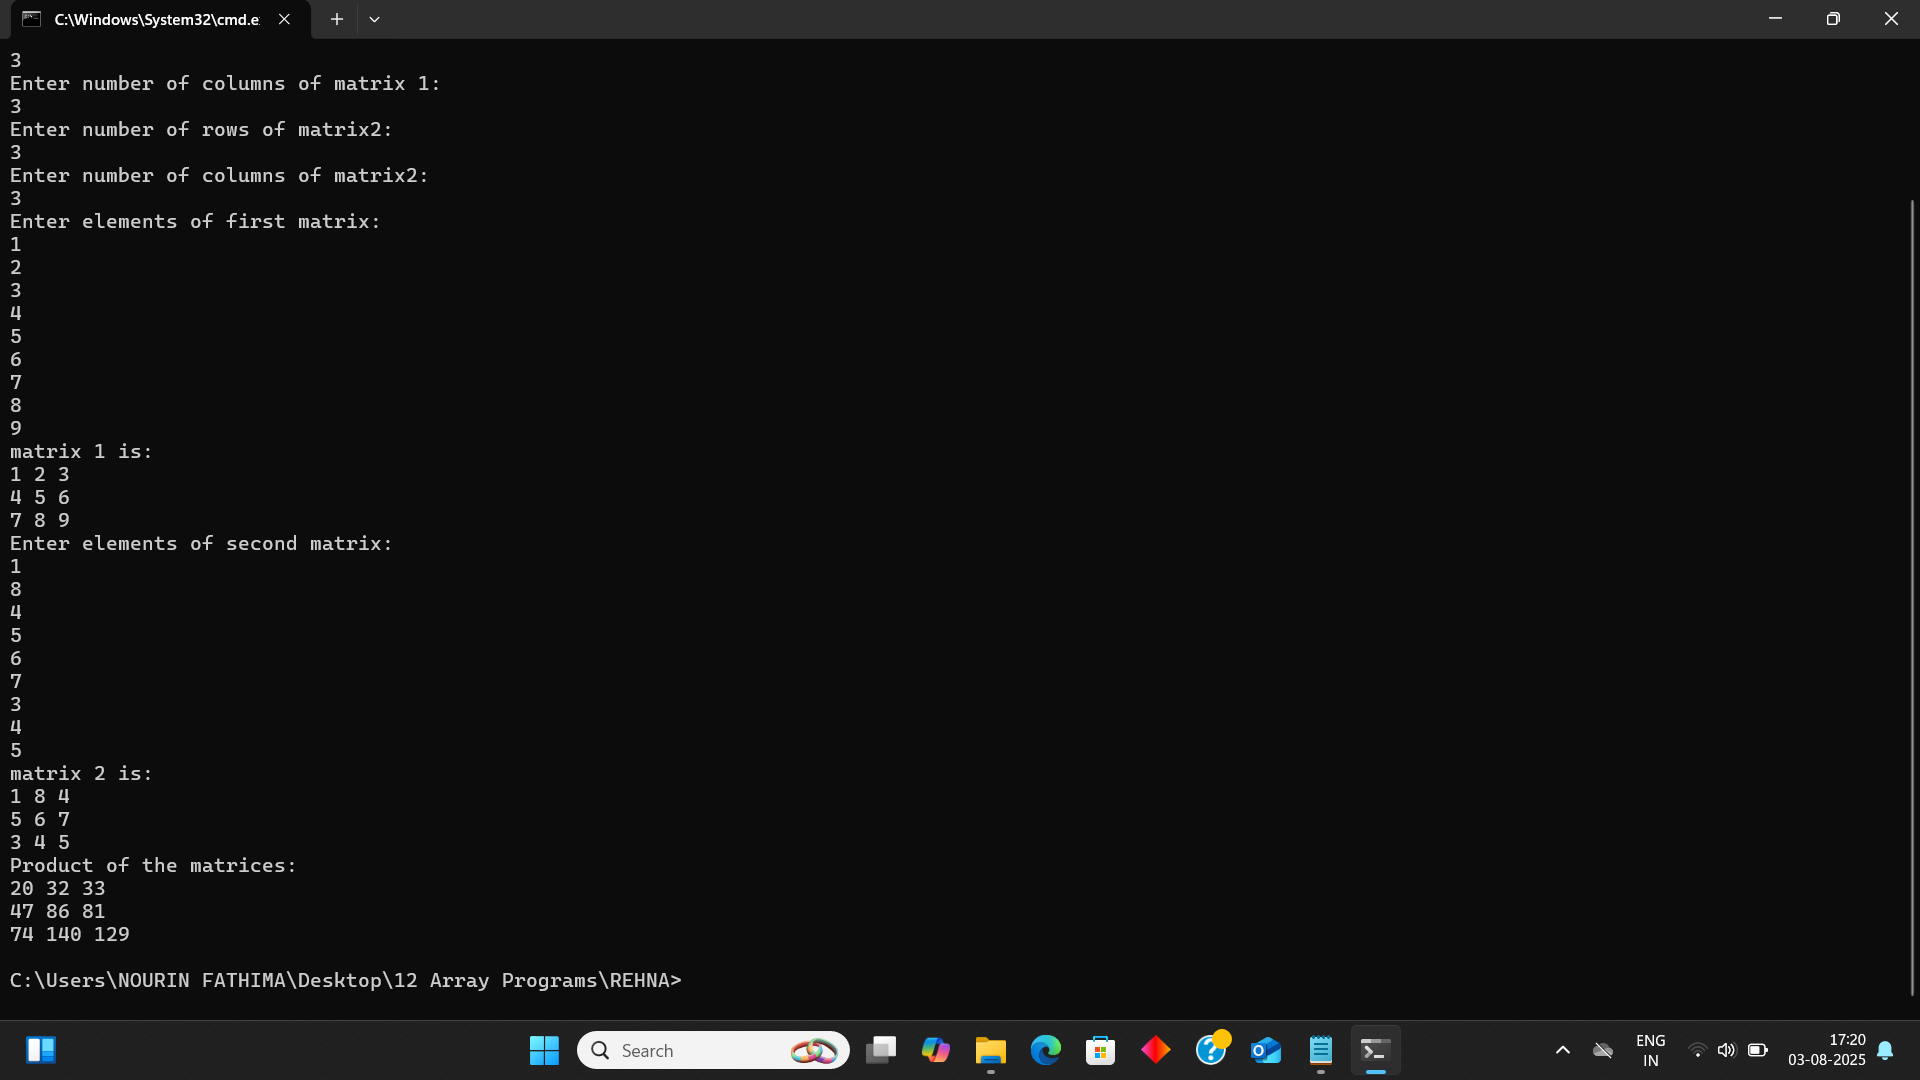 C:\Windows\System32\cmd.e
3
Enter number of columns of matrix 1:
3
Enter number of rows of matrix2:
3
Enter number of columns of matrix2:
3
Enter elements of first matrix:
1
2
3
4
5
6
7
8
9
matrix 1 is:
1 2 3
4 5 6
7 8 9
Enter elements of second matrix:
1
8
4
5
6
7
3
4
5
matrix 2 is:
1 8 4
5 6 7
3 4 5
Product of the matrices:
20 32 33
47 86 81
74 140 129
C:\Users\NOURIN FATHIMA\Desktop\12 Array Programs\REHNA>
Search
ENG
IN
17:20
03-08-2025